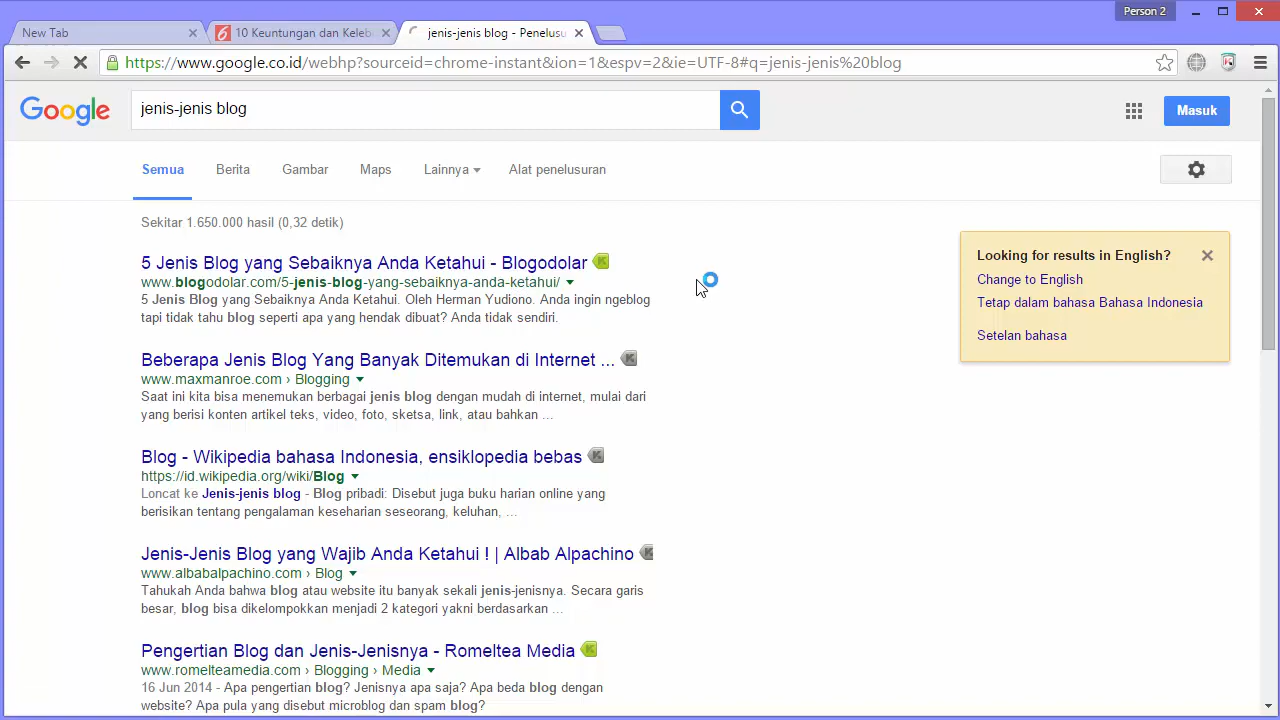 Person 2
New Tab
10 Keuntungan dan Keleb
jenis-jenis blog - Penelusu
https://www.google.co.id/webhp?sourceid=chrome-instant&ion=1&espv=2&ie=UTF-8#q=jenis-jenis%20blog
Google
jenis-jenis blog
Masuk
Semua
Berita
Gambar
Maps
Lainnya
Alat penelusuran
Sekitar 1.650.000 hasil (0,32 detik)
Looking for results in English?
Change to English
Tetap dalam bahasa Bahasa Indonesia
Setelan bahasa
5 Jenis Blog yang Sebaiknya Anda Ketahui - Blogodolar
www.blogodolar.com/5-jenis-blog-yang-sebaiknya-anda-ketahui/
5 Jenis Blog yang Sebaiknya Anda Ketahui. Oleh Herman Yudiono. Anda ingin ngeblog
tapi tidak tahu blog seperti apa yang hendak dibuat? Anda tidak sendiri.
Beberapa Jenis Blog Yang Banyak Ditemukan di Internet ...
www.maxmanroe.com › Blogging
Saat ini kita bisa menemukan berbagai jenis blog dengan mudah di internet, mulai dari
yang berisi konten artikel teks, video, foto, sketsa, link, atau bahkan ...
Blog - Wikipedia bahasa Indonesia, ensiklopedia bebas
https://id.wikipedia.org/wiki/Blog
Loncat ke Jenis-jenis blog - Blog pribadi: Disebut juga buku harian online yang
berisikan tentang pengalaman keseharian seseorang, keluhan, ...
Jenis-Jenis Blog yang Wajib Anda Ketahui ! | Albab Alpachino
www.albabalpachino.com › Blog
Tahukah Anda bahwa blog atau website itu banyak sekali jenis-jenisnya. Secara garis
besar, blog bisa dikelompokkan menjadi 2 kategori yakni berdasarkan ...
Pengertian Blog dan Jenis-Jenisnya - Romeltea Media
www.romelteamedia.com › Blogging › Media
16 Jun 2014 - Apa pengertian blog? Jenisnya apa saja? Apa beda blog dengan
website? Apa pula yang disebut microblog dan spam blog?